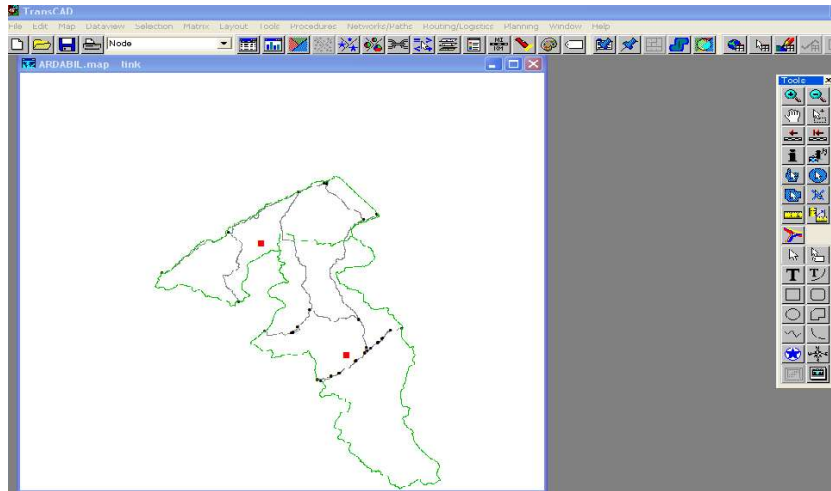 TransCAD
File Edit Map Dataview Selection Matrix Layout Tools Procedures Networks/Paths Routing/Logistics Planning Window Help
Node
ARDABIL.map link
Tools
T T